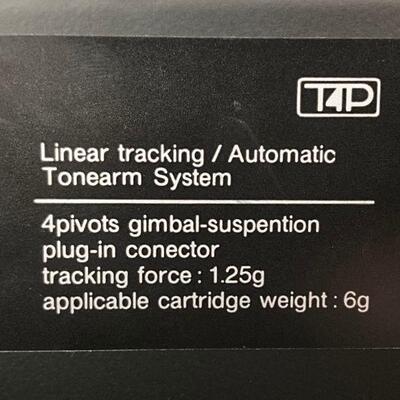 T4P
Linear tracking / Automatic
Tonearm System
4pivots gimbal-suspention
plug-in conector
tracking force : 1.25g
applicable cartridge weight : 6g